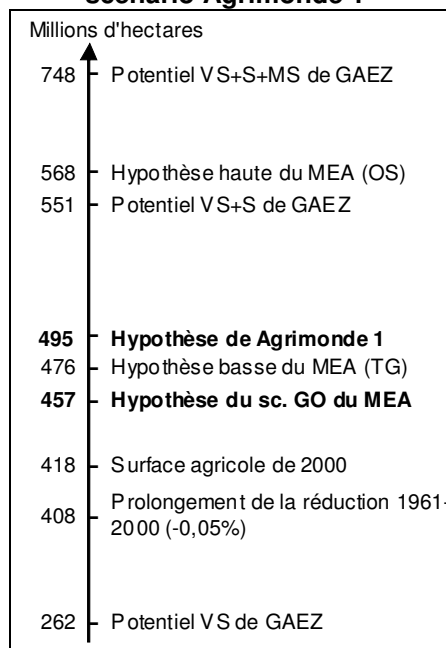 scénario Agrimonde 1
Millions d'hectares
748 Potentiel VS+S+MS de GAEZ
568 Hypothèse haute du MEA (OS)
551 Potentiel VS+S de GAEZ
495 Hypothèse de Agrimonde 1
476 Hypothèse basse du MEA (TG)
457 Hypothèse du sc. GO du MEA
418 Surface agricole de 2000
408 Prolongement de la réduction 1961-
2000 (-0,05%)
262 Potentiel VS de GAEZ